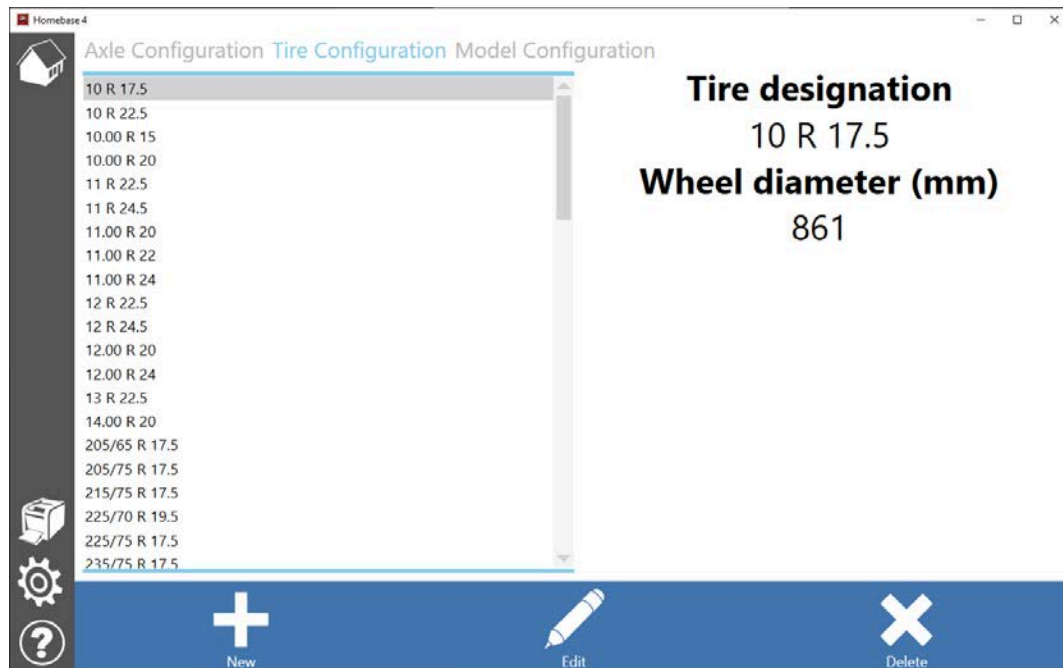 Homebase 4
Axle Configuration Tire Configuration Model Configuration
10 R 17.5
10 R 22.5
10.00 R 15
10.00 R 20
11 R 22.5
11 R 24.5
11.00 R 20
11.00 R 22
11.00 R 24
12 R 22.5
12 R 24.5
12.00 R 20
12.00 R 24
13 R 22.5
14.00 R 20
205/65 R 17.5
205/75 R 17.5
215/75 R 17.5
225/70 R 19.5
225/75 R 17.5
235/75 R 17.5
Tire designation
10 R 17.5
Wheel diameter (mm)
861
?
New
Edit
Delete